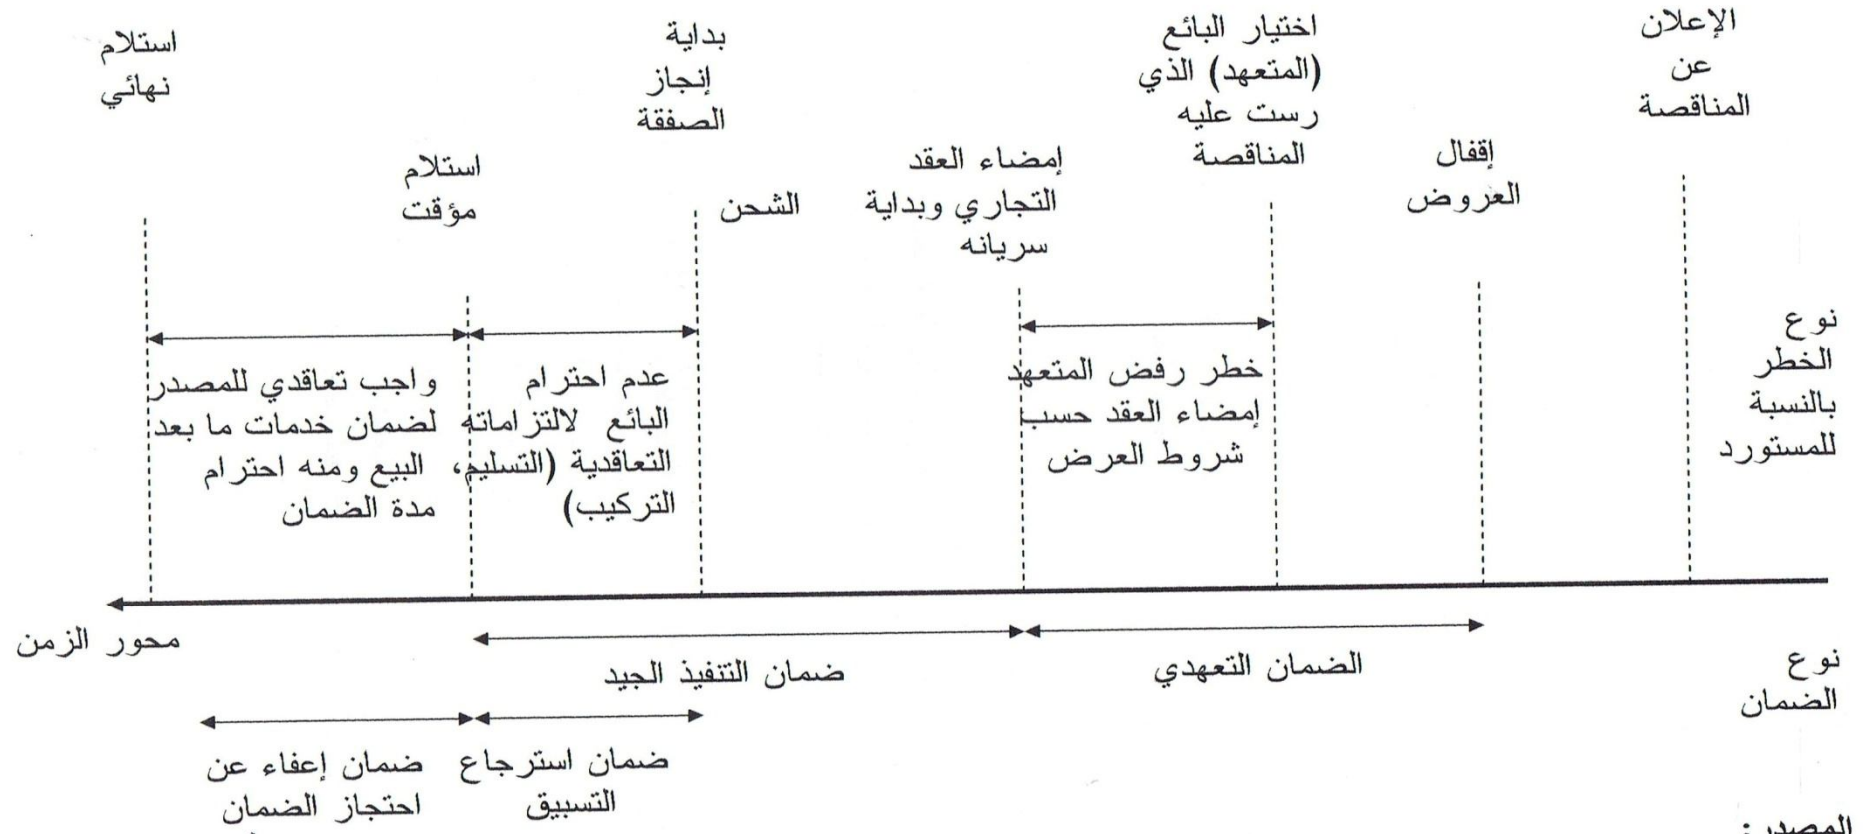 الإعلان
عن
المناقصة
إقفال
العروض
اختيار البائع
(المتعهد) الذي
رست عليه
المناقصة
إمضاء العقد
التجاري وبداية
سريانه
الشحن
بداية
إنجاز
الصفقة
استلام
مؤقت
استلام
نهائي
نوع
الخطر
بالنسبة
للمستورد
خطر رفض المتعهد
إمضاء العقد حسب
شروط العرض
عدم احترام
البائع لالتزاماته
التعاقدية (التسليم،
التركيب)
واجب تعاقدي للمصدر
لضمان خدمات ما بعد
البيع ومنه احترام
مدة الضمان
محور الزمن
نوع
الضمان
الضمان التعهدي
ضمان التنفيذ الجيد
ضمان استرجاع
التسبيق
ضمان إعفاء عن
احتجاز الضمان
المصدر: